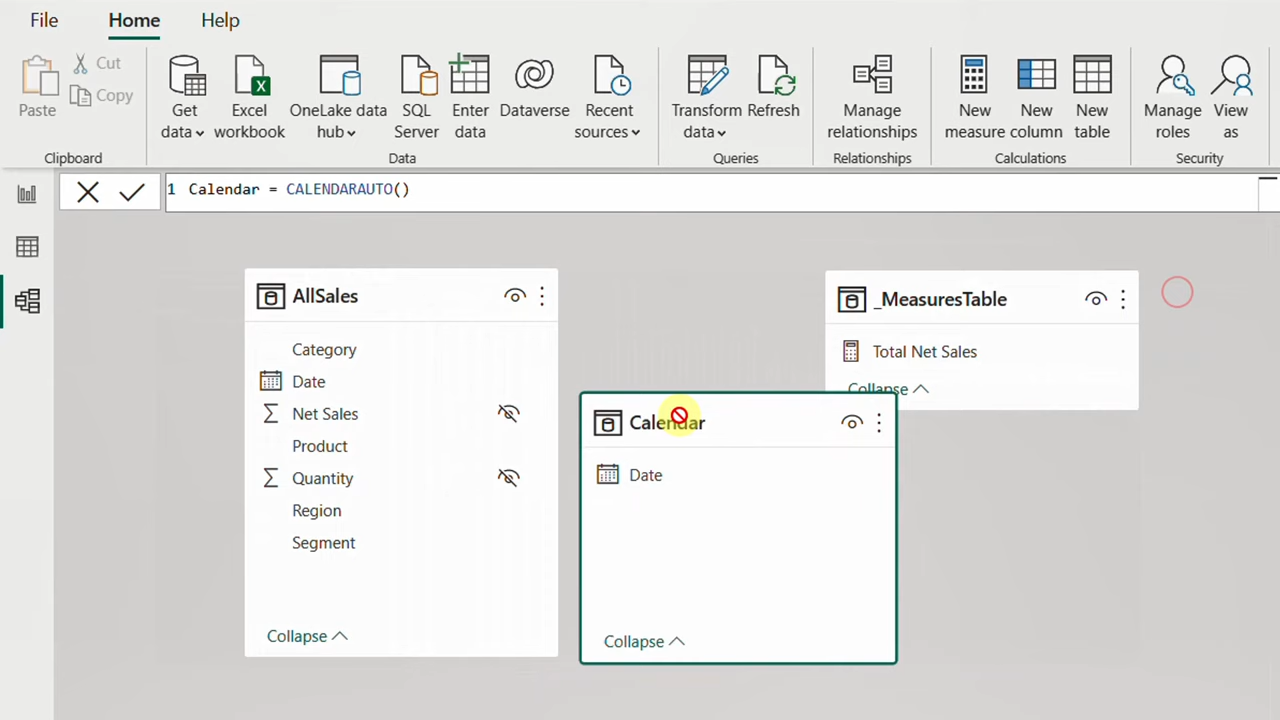 File Home Help
Paste
Cut
Copy
Clipboard
Get
data
Excel
workbook
OneLake data
hub
SQL
Server
Enter
data
Dataverse
Recent
sources
Data
Transform
data
Refresh
Queries
Manage
relationships
Relationships
New
measure
New
column
New
table
Calculations
Manage
roles
View
as
Security
1 Calendar = CALENDARAUTO()
AllSales
Category
Date
Net Sales
Product
Quantity
Region
Segment
Collapse
Calendar
Date
Collapse
_MeasuresTable
Total Net Sales
Collapse